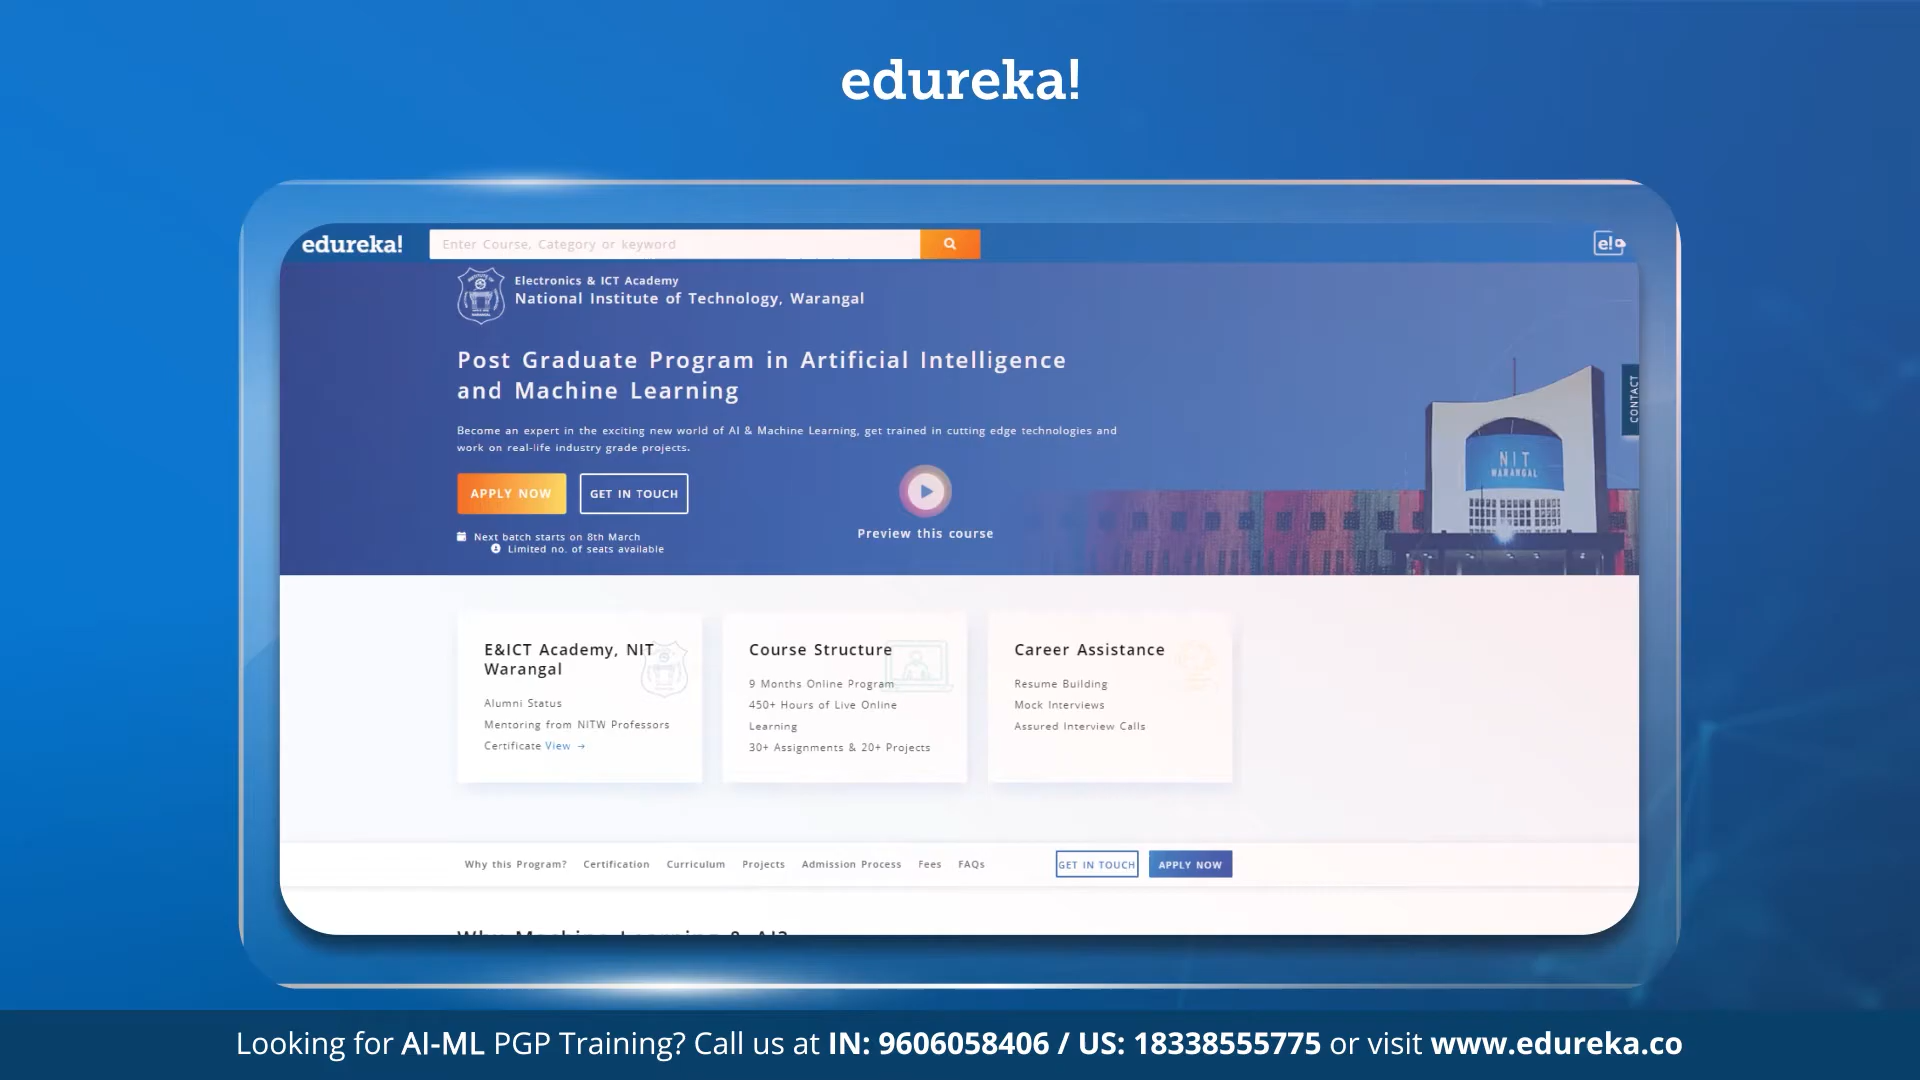 edureka!
edureka!
Enter Course, Category or keyword
e!
Electronics & ICT Academy
National Institute of Technology, Warangal
Post Graduate Program in Artificial Intelligence
and Machine Learning
Become an expert in the exciting new world of AI & Machine Learning, get trained in cutting edge technologies and
work on real-life industry grade projects.
APPLY NOW
GET IN TOUCH
Preview this course
Next batch starts on 8th March
Limited no. of seats available
NIT
WARANGAL
CONTACT
E&ICT Academy, NIT
Warangal
Alumni Status
Mentoring from NITW Professors
Certificate View →
Course Structure
9 Months Online Program
450+ Hours of Live Online
Learning
30+ Assignments & 20+ Projects
Career Assistance
Resume Building
Mock Interviews
Assured Interview Calls
Why this Program? Certification Curriculum Projects Admission Process Fees FAQs GET IN TOUCH APPLY NOW
Why Machine Learning & AI?
Looking for AI-ML PGP Training? Call us at IN: 9606058406 / US: 18338555775 or visit www.edureka.co